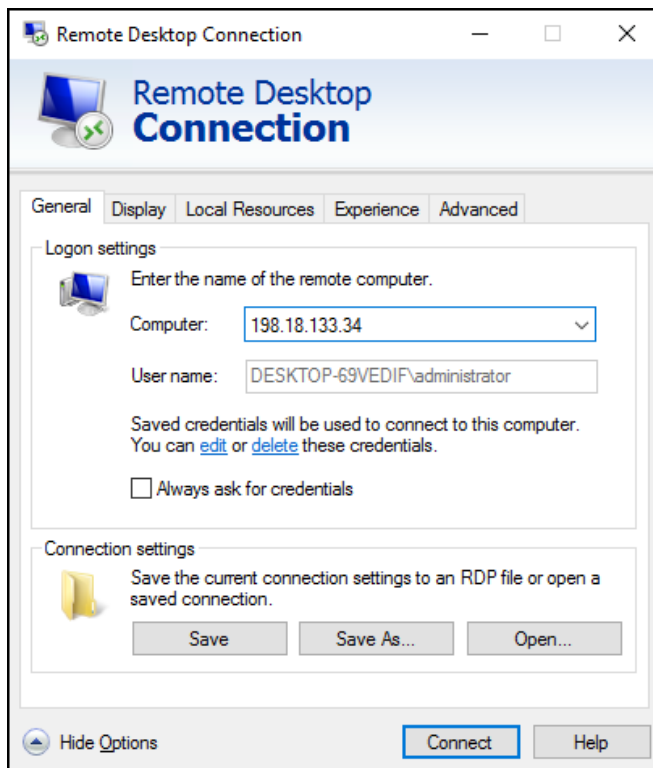 Remote Desktop Connection
Remote Desktop
Connection
General Display Local Resources Experience Advanced
Logon settings
Enter the name of the remote computer.
Computer: 198.18.133.34
User name: DESKTOP-69VEDIF\administrator
Saved credentials will be used to connect to this computer.
You can edit or delete these credentials.
Always ask for credentials
Connection settings
Save the current connection settings to an RDP file or open a
saved connection.
Save Save As... Open...
Hide Options Connect Help